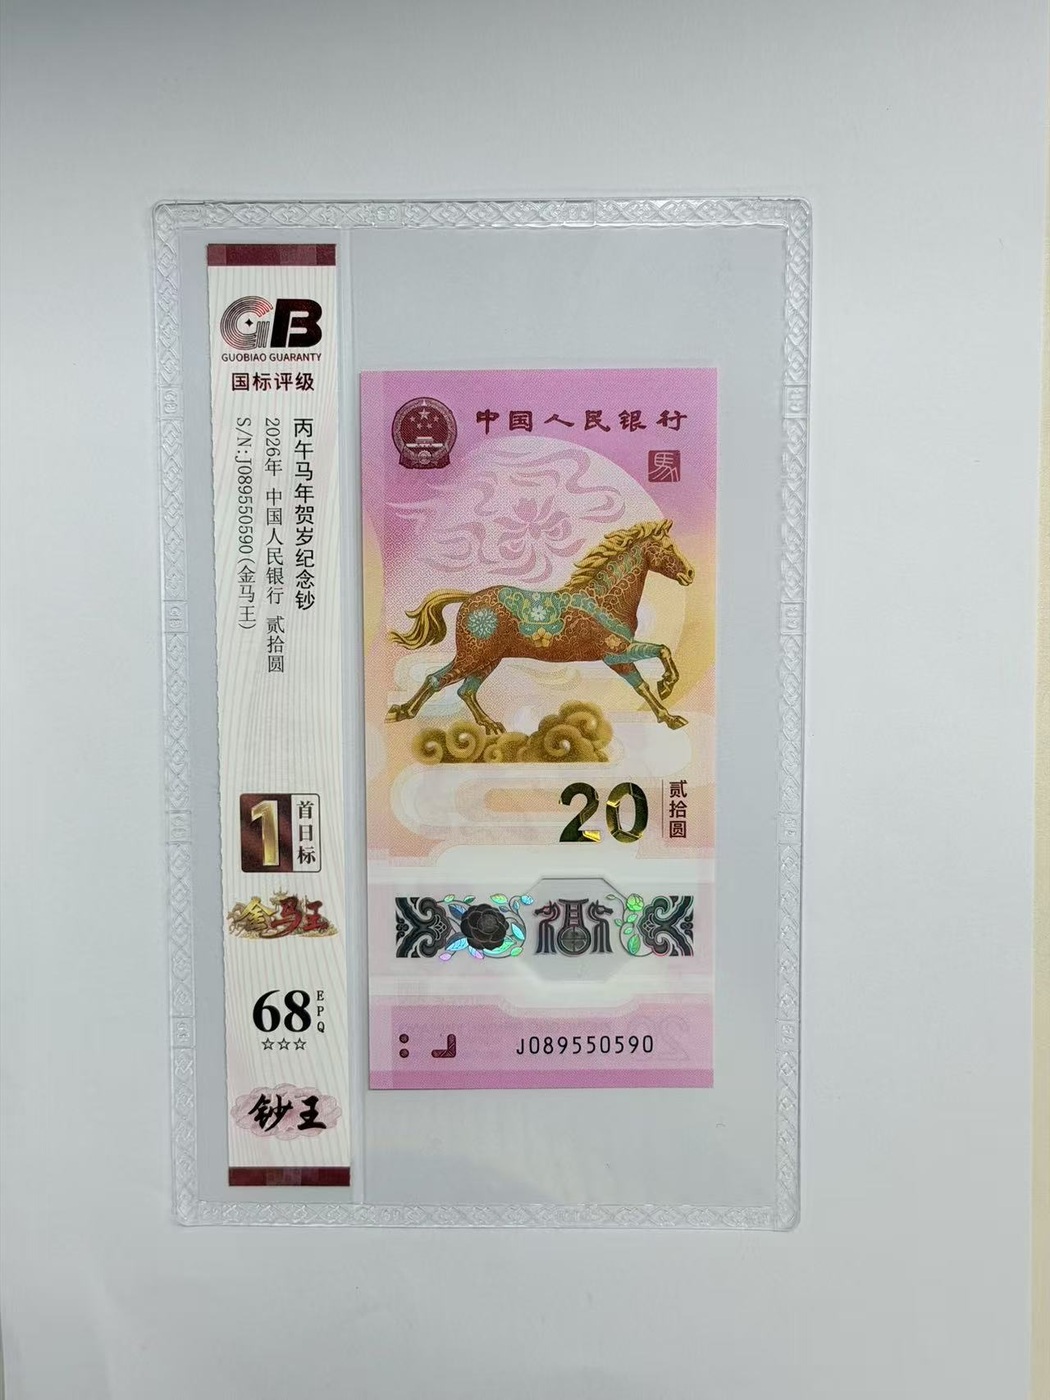 GB
GUOBIAO GUARANTY
国标评级
丙午马年贺岁纪念钞
2026年 中国人民银行 贰拾圆
S/N:J089550590(金马王)
1
首日标
金马王
68
EPQ
☆☆☆
钞王
中国人民银行
馬
20
贰拾圆
J089550590